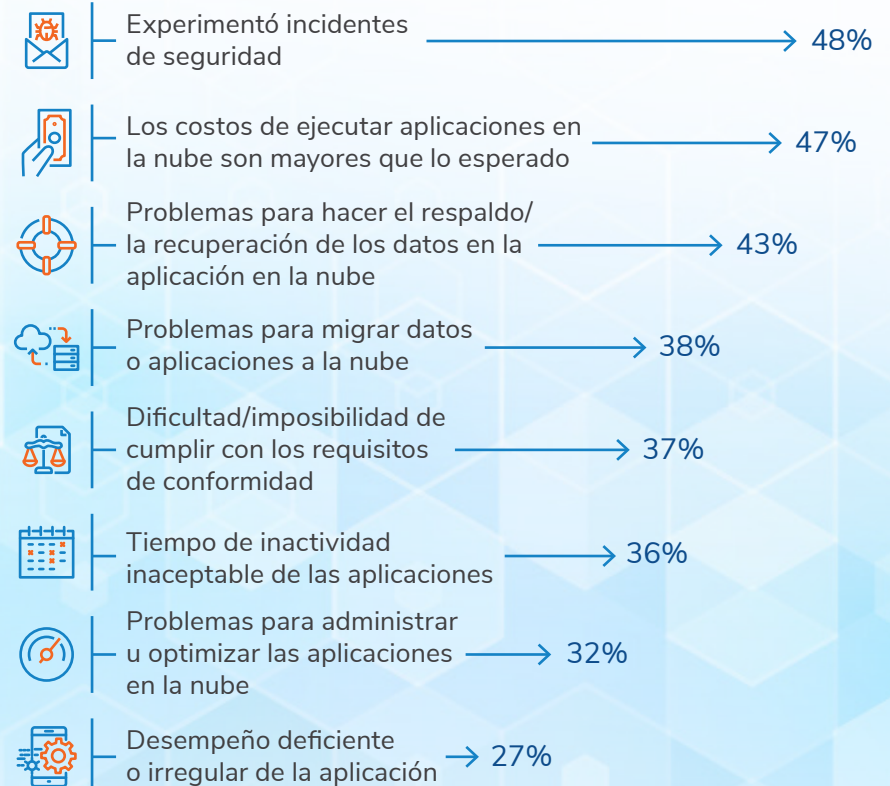 Experimentó incidentes
de seguridad
48%
Los costos de ejecutar aplicaciones en
la nube son mayores que lo esperado
47%
Problemas para hacer el respaldo/
la recuperación de los datos en la
aplicación en la nube
43%
Problemas para migrar datos
o aplicaciones a la nube
38%
Dificultad/imposibilidad de
cumplir con los requisitos
de conformidad
37%
Tiempo de inactividad
inaceptable de las aplicaciones
36%
Problemas para administrar
u optimizar las aplicaciones
en la nube
32%
Desempeño deficiente
o irregular de la aplicación
27%